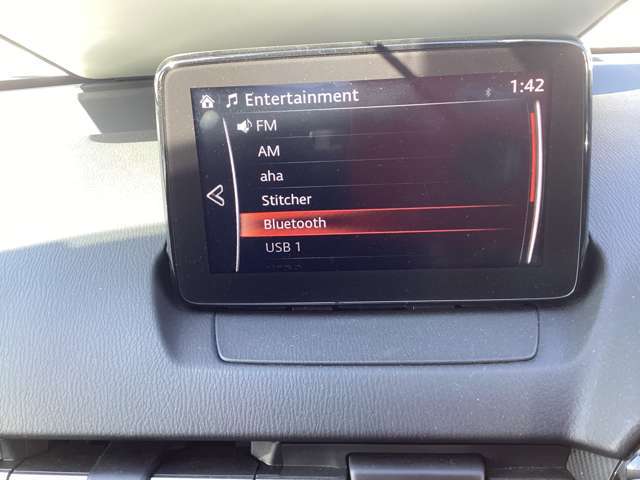 Entertainment 1:42
FM
AM
aha
Stitcher
Bluetooth
USB 1